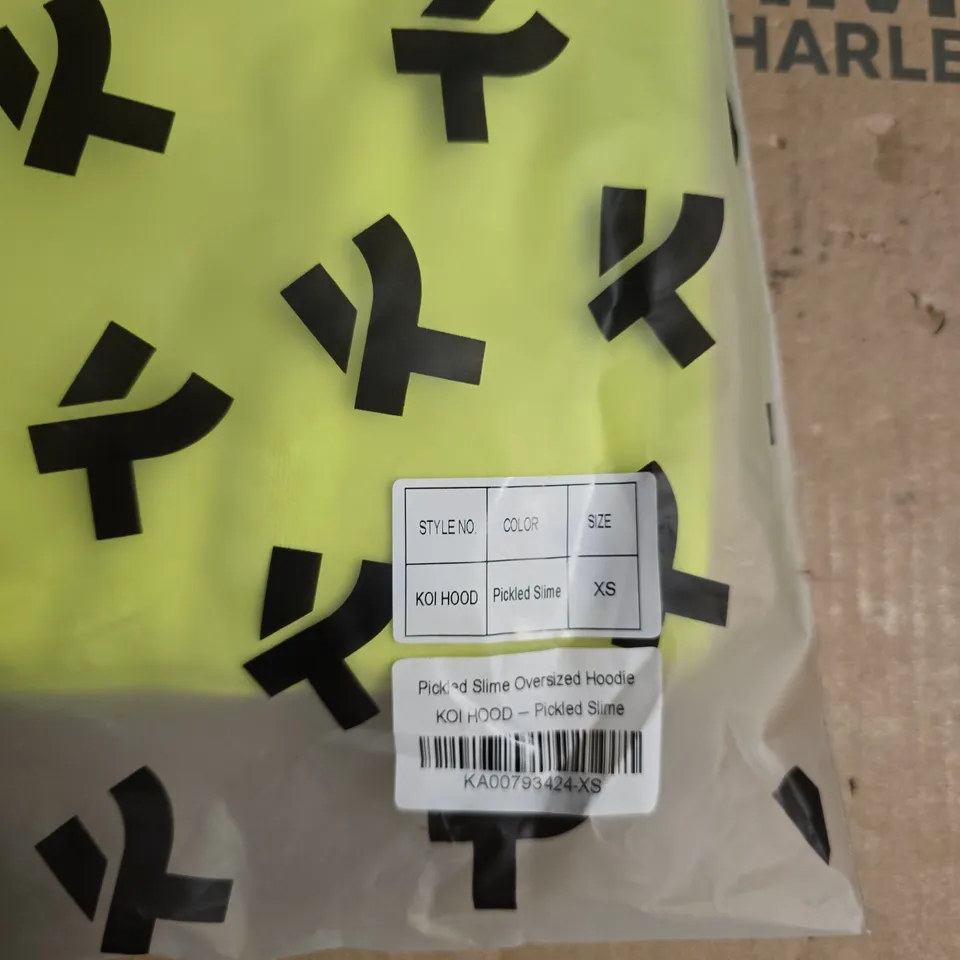 HARLE
STYLE NO. COLOR SIZE
KOI HOOD Pickled Slime XS
Pickled Slime Oversized Hoodie
KOI HOOD – Pickled Slime
KA00793424-XS